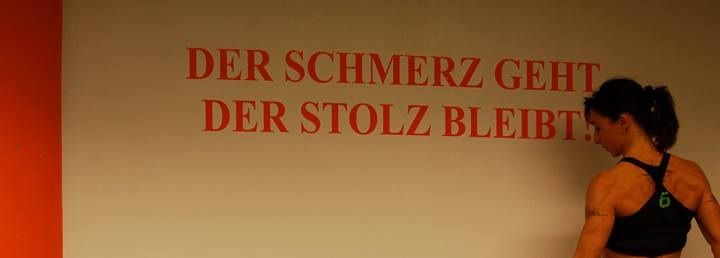 DER SCHMERZ GEHT
DER STOLZ BLEIBT!